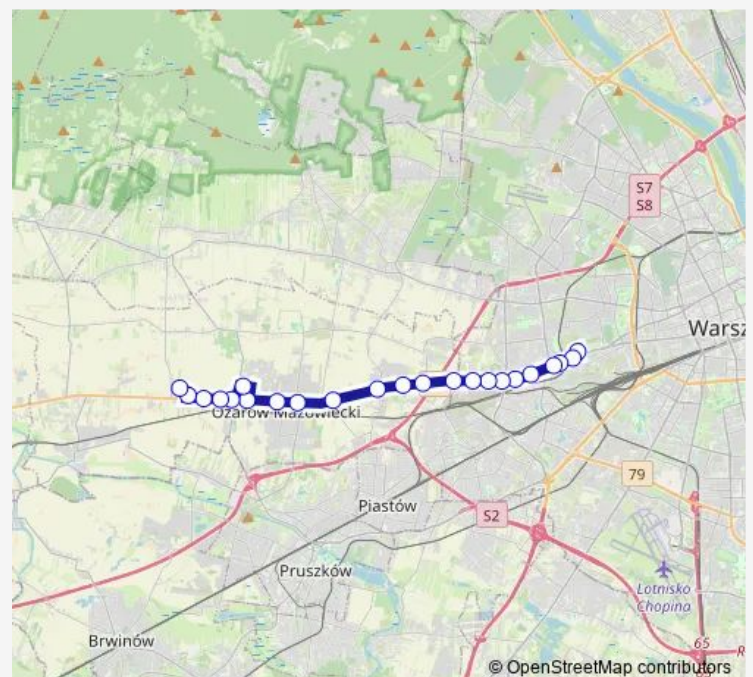 S7
S8
Warsz
Ożarów Mazowiecki
79
Piastów
S2
Pruszków
Lotnisko
Chopina
Brwinów
65
© OpenStreetMap contributors